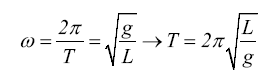 ω = 2π/T = √(g/L) → T = 2π√(L/g)